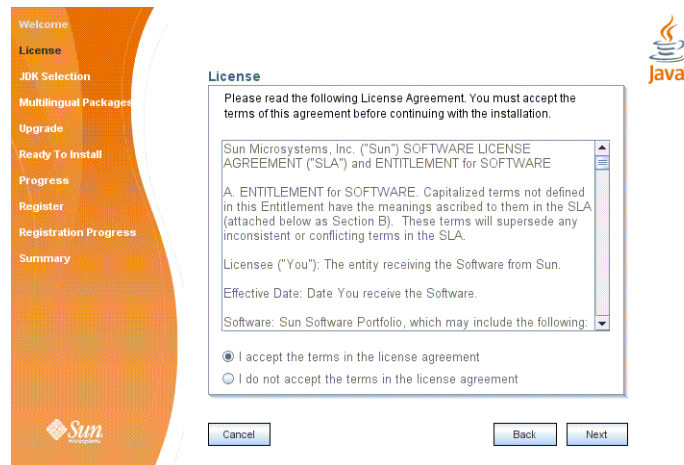 Welcome
License
JDK Selection
Multilingual Packages
Upgrade
Ready To Install
Progress
Register
Registration Progress
Summary
Sun
microsystems
Java
License
Please read the following License Agreement. You must accept the
terms of this agreement before continuing with the installation.
Sun Microsystems, Inc. ("Sun") SOFTWARE LICENSE
AGREEMENT ("SLA") and ENTITLEMENT for SOFTWARE
A. ENTITLEMENT for SOFTWARE. Capitalized terms not defined
in this Entitlement have the meanings ascribed to them in the SLA
(attached below as Section B). These terms will supersede any
inconsistent or conflicting terms in the SLA.
Licensee ("You"): The entity receiving the Software from Sun.
Effective Date: Date You receive the Software.
Software: Sun Software Portfolio, which may include the following:
I accept the terms in the license agreement
I do not accept the terms in the license agreement
Cancel
Back
Next